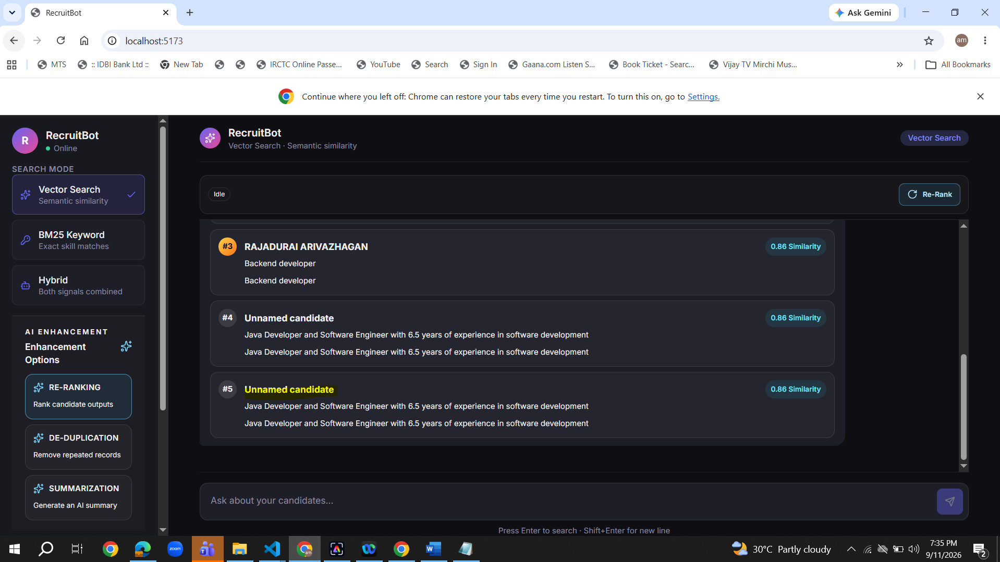 RecruitBot
Ask Gemini
localhost:5173
am
MTS
:: IDBI Bank Ltd ::
New Tab
IRCTC Online Passe...
YouTube
Search
Sign In
Gaana.com Listen S...
Book Ticket - Searc...
Vijay TV Mirchi Mus...
»
All Bookmarks
Continue where you left off: Chrome can restore your tabs every time you restart. To turn this on, go to Settings.
R
RecruitBot
Online
SEARCH MODE
Vector Search
Semantic similarity
BM25 Keyword
Exact skill matches
Hybrid
Both signals combined
AI ENHANCEMENT
Enhancement
Options
RE-RANKING
Rank candidate outputs
DE-DUPLICATION
Remove repeated records
SUMMARIZATION
Generate an AI summary
RecruitBot
Vector Search · Semantic similarity
Vector Search
Idle
Re-Rank
#3
RAJADURAI ARIVAZHAGAN
0.86 Similarity
Backend developer
Backend developer
#4
Unnamed candidate
0.86 Similarity
Java Developer and Software Engineer with 6.5 years of experience in software development
Java Developer and Software Engineer with 6.5 years of experience in software development
#5
Unnamed candidate
0.86 Similarity
Java Developer and Software Engineer with 6.5 years of experience in software development
Java Developer and Software Engineer with 6.5 years of experience in software development
Ask about your candidates...
Press Enter to search · Shift+Enter for new line
zoom
am
30°C Partly cloudy
7:35 PM
9/11/2026
2